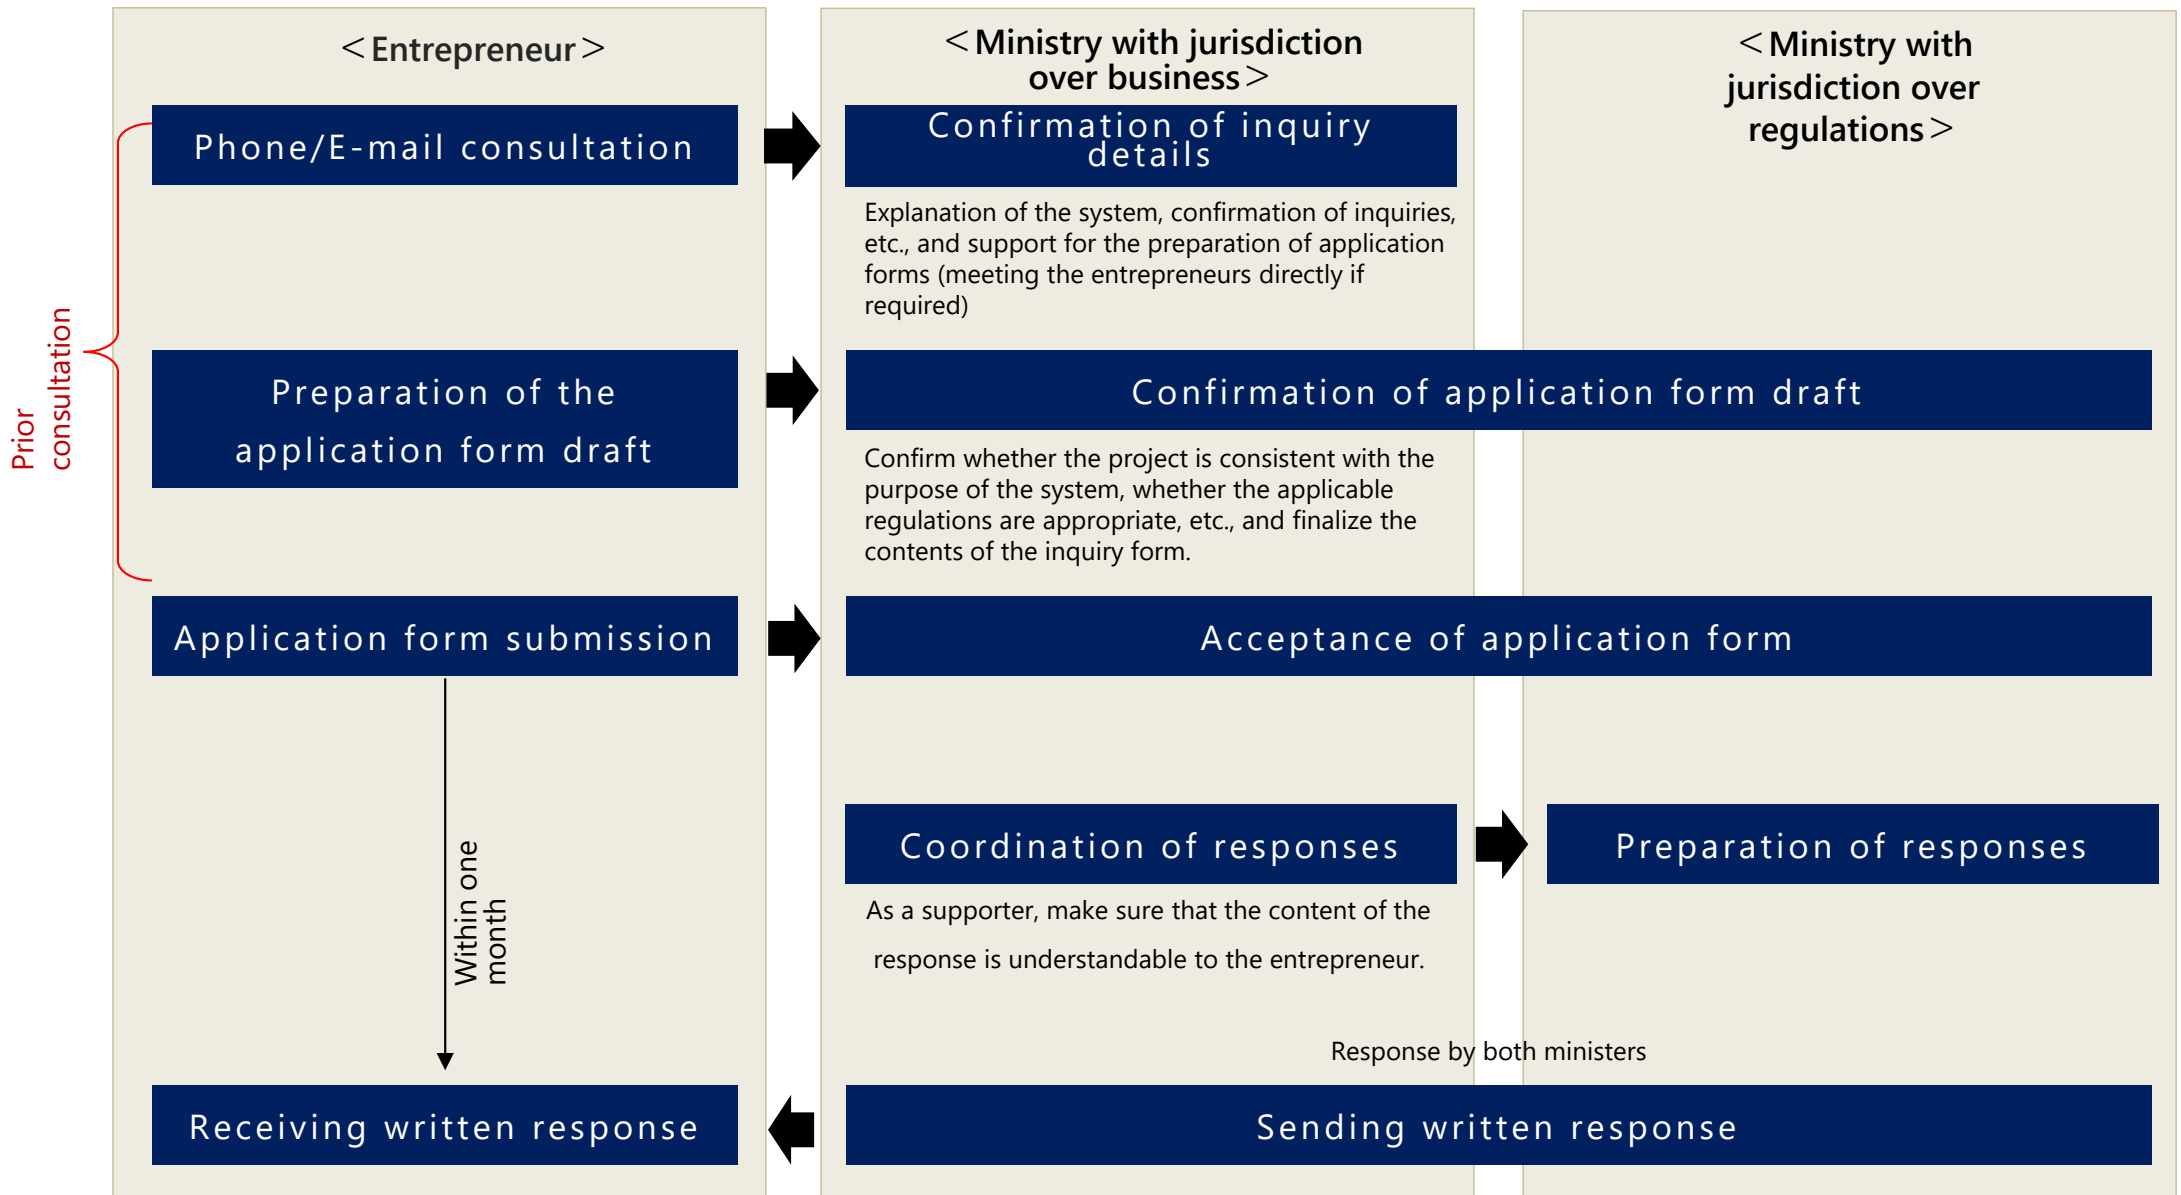 ＜Entrepreneur＞
＜Ministry with jurisdiction
over business＞
＜Ministry with
jurisdiction over
regulations＞
Prior
consultation
Phone/E-mail consultation
Confirmation of inquiry
details
Explanation of the system, confirmation of inquiries,
etc., and support for the preparation of application
forms (meeting the entrepreneurs directly if
required)
Preparation of the
application form draft
Confirmation of application form draft
Confirm whether the project is consistent with the
purpose of the system, whether the applicable
regulations are appropriate, etc., and finalize the
contents of the inquiry form.
Application form submission
Acceptance of application form
Within one
month
Coordination of responses
Preparation of responses
As a supporter, make sure that the content of the
response is understandable to the entrepreneur.
Response by both ministers
Receiving written response
Sending written response